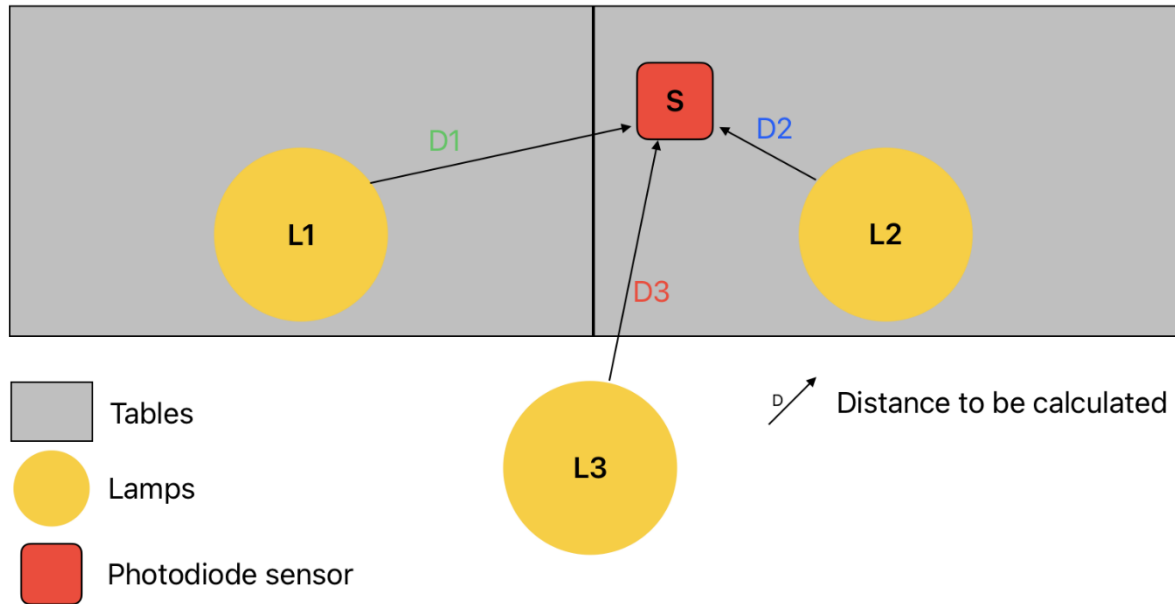 S
D1
D2
L1
L2
D3
Tables
D
Distance to be calculated
L3
Lamps
Photodiode sensor